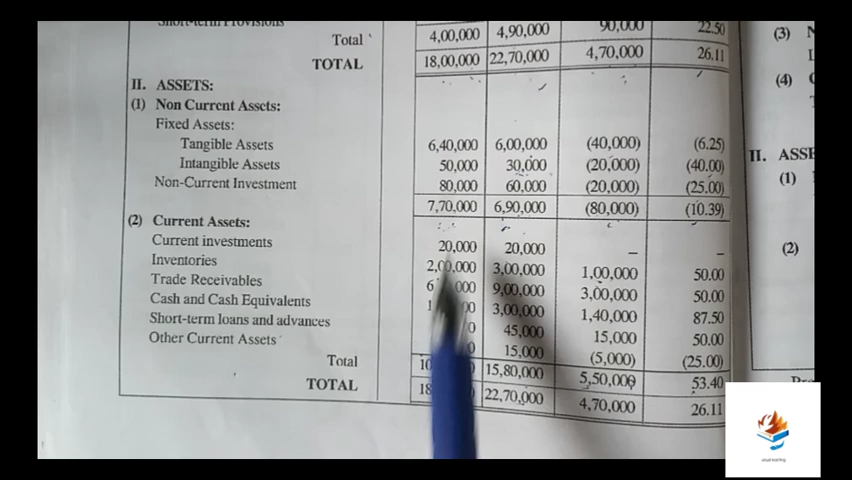 Short-term Provisions 90,000 22.50
Total 4,00,000 4,90,000
TOTAL 18,00,000 22,70,000 4,70,000 26.11
II. ASSETS:
(1) Non Current Assets:
Fixed Assets:
Tangible Assets 6,40,000 6,00,000 (40,000) (6.25)
Intangible Assets 50,000 30,000 (20,000) (40.00)
Non-Current Investment 80,000 60,000 (20,000) (25.00)
7,70,000 6,90,000 (80,000) (10.39)
(2) Current Assets:
Current investments 20,000 20,000 – –
Inventories 2,00,000 3,00,000 1,00,000 50.00
Trade Receivables 9,00,000 3,00,000 50.00
Cash and Cash Equivalents 3,00,000 1,40,000 87.50
Short-term loans and advances 45,000 15,000 50.00
Other Current Assets 15,000 (5,000) (25.00)
Total 15,80,000 5,50,000 53.40
TOTAL 22,70,000 4,70,000 26.11
(3)
(4)
II. ASSE
(1)
(2)